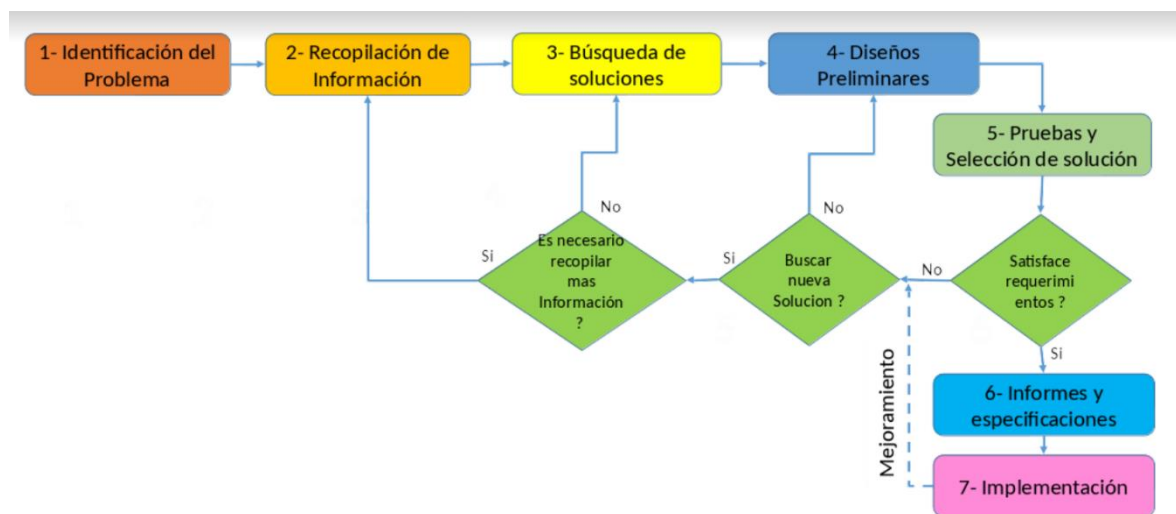 1- Identificación del
Problema
2- Recopilación de
Información
3- Búsqueda de
soluciones
4- Diseños
Preliminares
5- Pruebas y
Selección de solución
No
No
Si
Es necesario
recopilar
mas
Información
?
Si
Buscar
nueva
Solucion ?
No
Satisface
requerimi
entos ?
Si
Mejoramiento
6- Informes y
especificaciones
7- Implementación